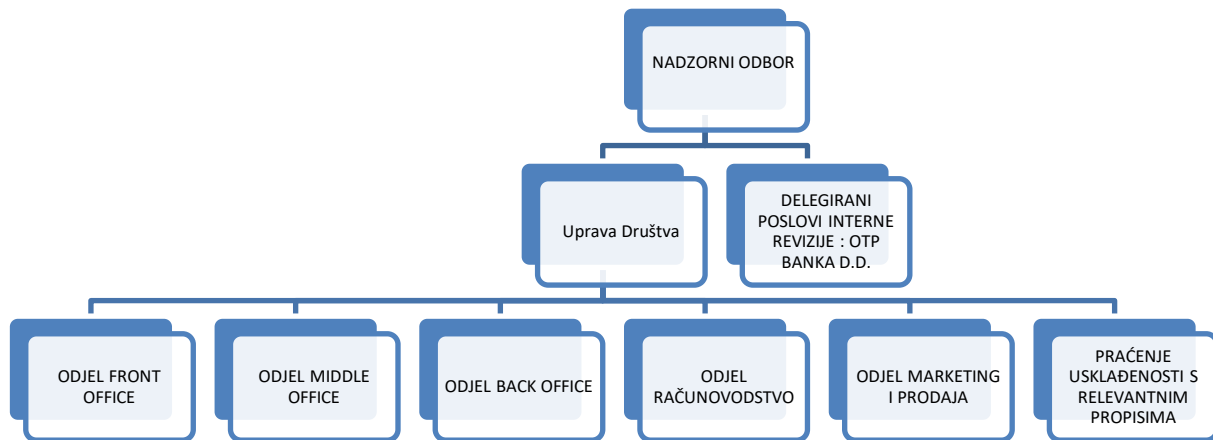 NADZORNI ODBOR
Uprava Društva
DELEGIRANI
POSLOVI INTERNE
REVIZIJE : OTP
BANKA D.D.
ODJEL FRONT
OFFICE
ODJEL MIDDLE
OFFICE
ODJEL BACK OFFICE
ODJEL
RAČUNOVODSTVO
ODJEL MARKETING
I PRODAJA
PRAĆENJE
USKLAĐENOSTI S
RELEVANTNIM
PROPISIMA